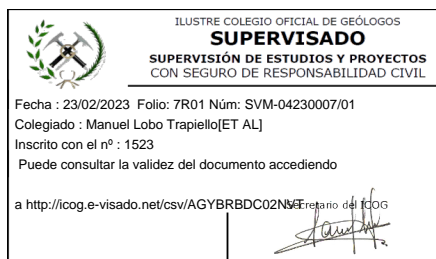 ILUSTRE COLEGIO OFICIAL DE GEÓLOGOS
SUPERVISADO
SUPERVISIÓN DE ESTUDIOS Y PROYECTOS
CON SEGURO DE RESPONSABILIDAD CIVIL
Fecha : 23/02/2023 Folio: 7R01 Núm: SVM-04230007/01
Colegiado : Manuel Lobo Trapiello[ET AL]
Inscrito con el nº : 1523
Puede consultar la validez del documento accediendo
a http://icog.e-visado.net/csv/AGYBRBDC02NVT
Secretario del ICOG